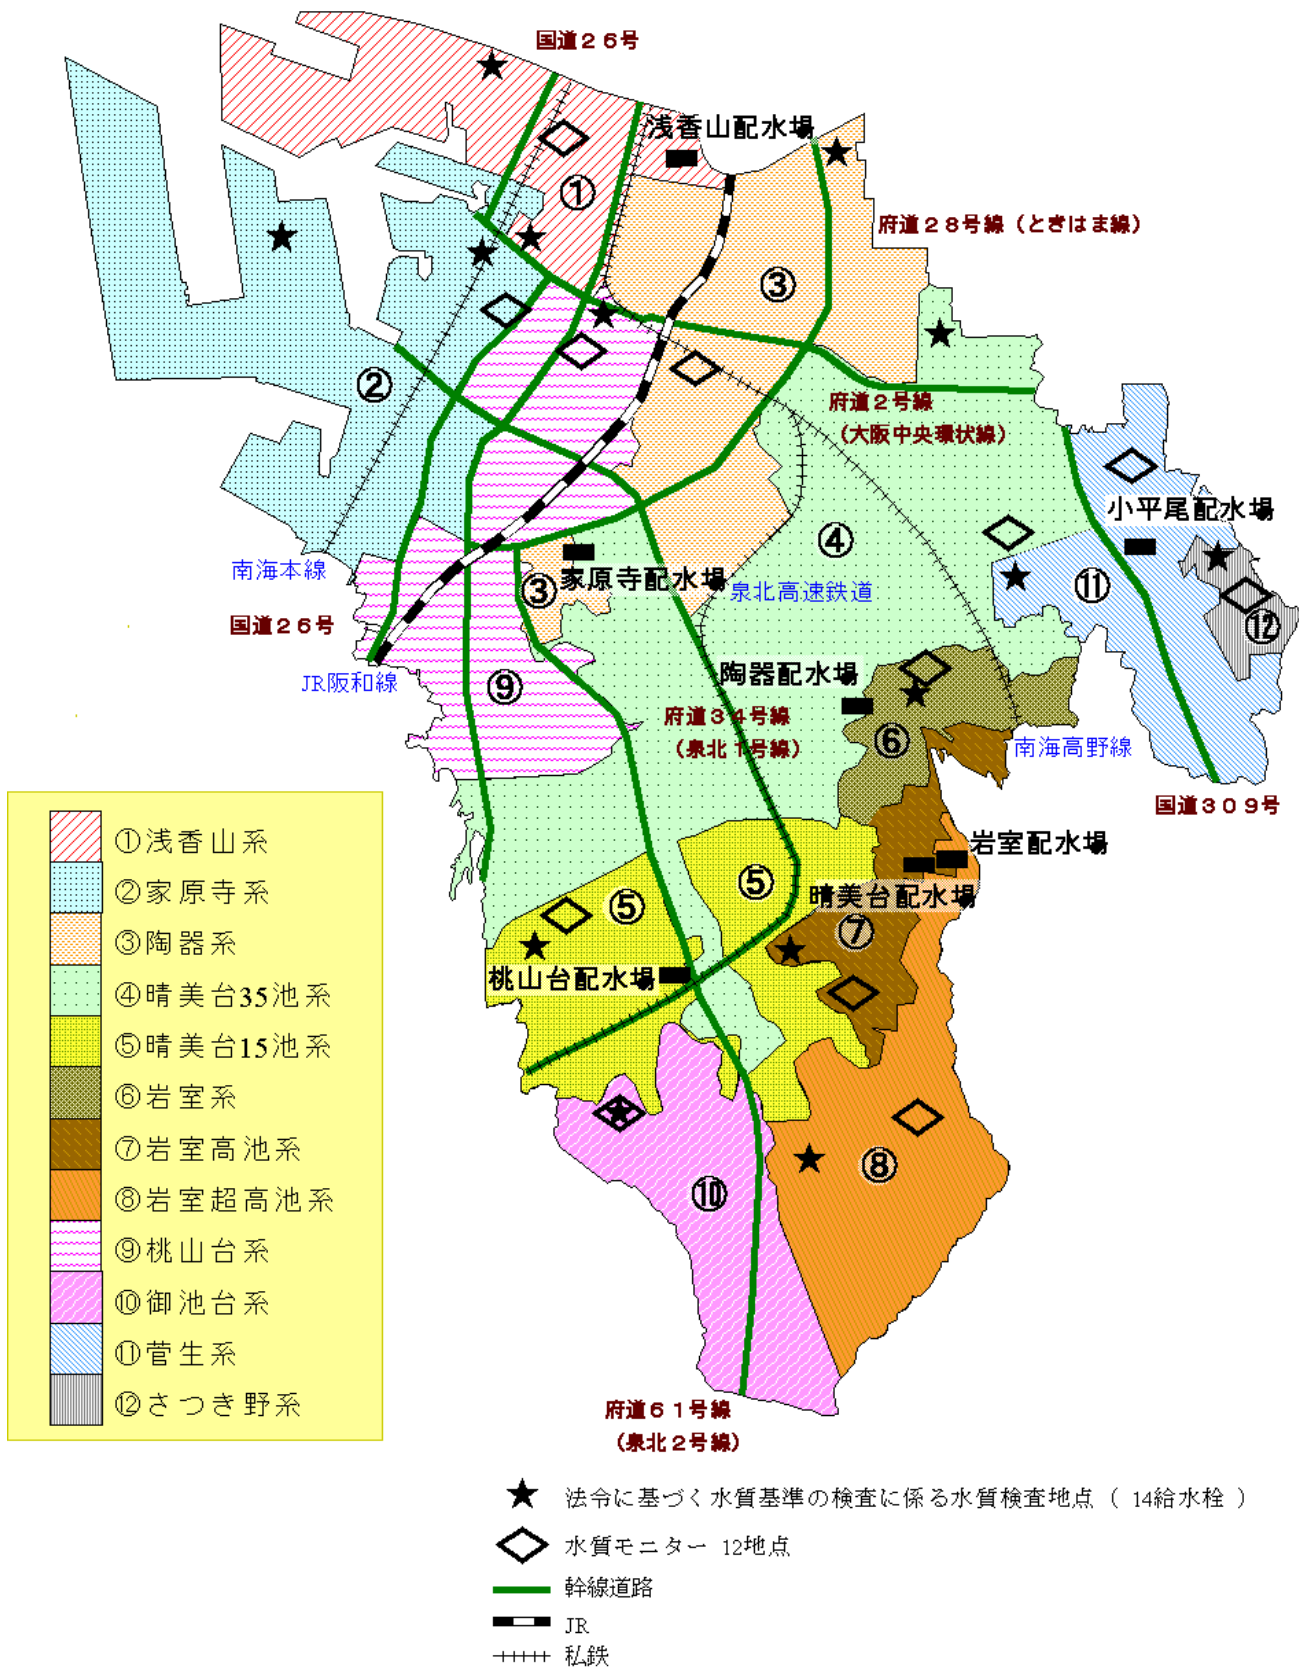 国道２６号
浅香山配水場
①
府道２８号線（ときはま線）
③
②
府道２号線
（大阪中央環状線）
小平尾配水場
④
南海本線
家原寺配水場
③
泉北高速鉄道
⑪
国道２６号
⑫
JR阪和線
⑨
陶器配水場
府道３４号線
（泉北１号線）
⑥
南海高野線
国道３０９号
岩室配水場
⑤
⑤
晴美台配水場
⑦
桃山台配水場
⑧
⑩
府道６１号線
（泉北２号線）
①浅香山系
②家原寺系
③陶器系
④晴美台35池系
⑤晴美台15池系
⑥岩室系
⑦岩室高池系
⑧岩室超高池系
⑨桃山台系
⑩御池台系
⑪菅生系
⑫さつき野系
法令に基づく水質基準の検査に係る水質検査地点（ 14給水栓 ）
水質モニター 12地点
幹線道路
JR
私鉄